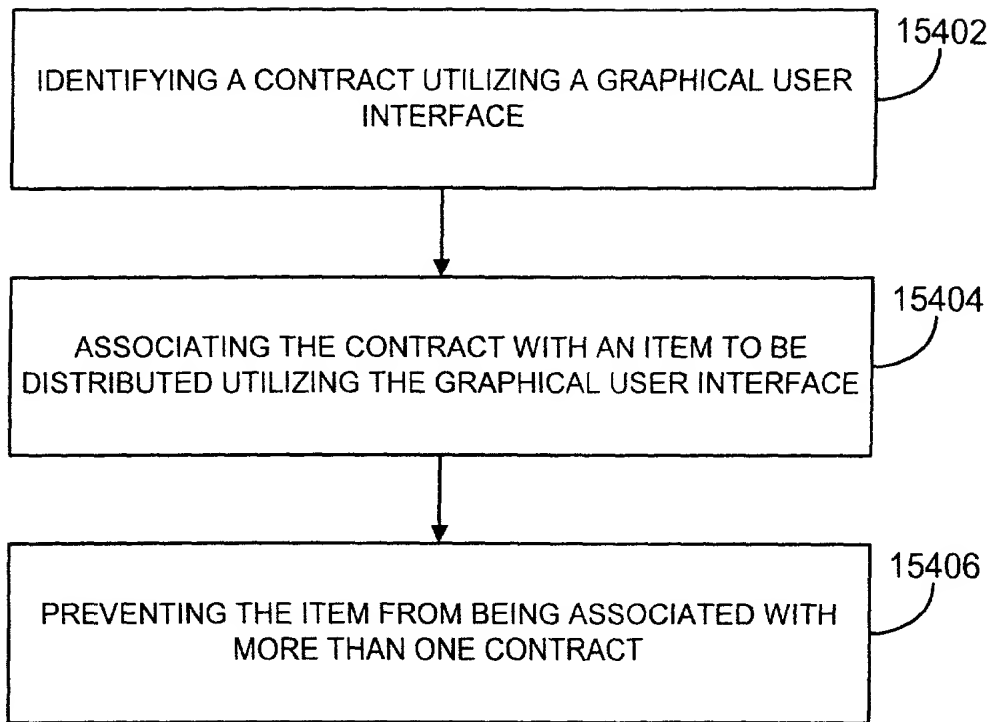 15402
IDENTIFYING A CONTRACT UTILIZING A GRAPHICAL USER
INTERFACE
15404
ASSOCIATING THE CONTRACT WITH AN ITEM TO BE
DISTRIBUTED UTILIZING THE GRAPHICAL USER INTERFACE
15406
PREVENTING THE ITEM FROM BEING ASSOCIATED WITH
MORE THAN ONE CONTRACT